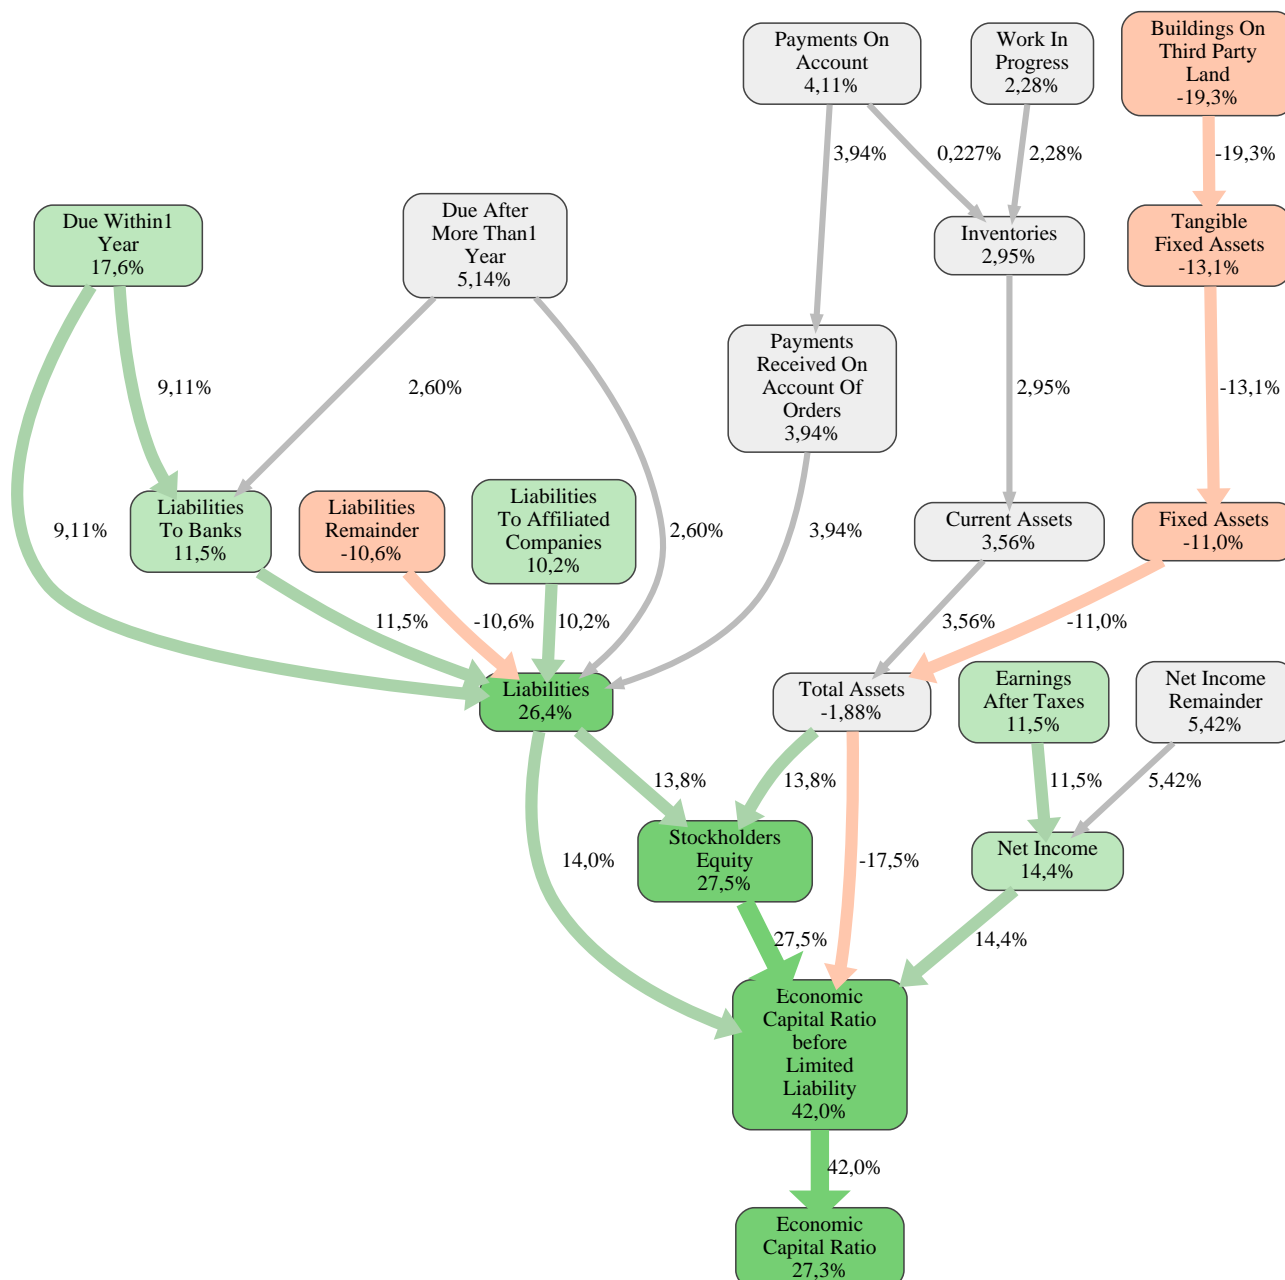 Payments On
Account
4,11%
Work In
Progress
2,28%
Buildings On
Third Party
Land
-19,3%
3,94%
0,227%
2,28%
-19,3%
Due Within1
Year
17,6%
Due After
More Than1
Year
5,14%
Inventories
2,95%
Tangible
Fixed Assets
-13,1%
Payments
Received On
Account Of
Orders
3,94%
9,11%
2,60%
2,95%
-13,1%
Liabilities
To Banks
11,5%
Liabilities
Remainder
-10,6%
Liabilities
To Affiliated
Companies
10,2%
Current Assets
3,56%
Fixed Assets
-11,0%
9,11%
2,60%
3,94%
11,5%
-10,6%
10,2%
3,56%
-11,0%
Liabilities
26,4%
Total Assets
-1,88%
Earnings
After Taxes
11,5%
Net Income
Remainder
5,42%
13,8%
13,8%
11,5%
5,42%
Stockholders
Equity
27,5%
Net Income
14,4%
14,0%
-17,5%
27,5%
14,4%
Economic
Capital Ratio
before
Limited
Liability
42,0%
42,0%
Economic
Capital Ratio
27,3%